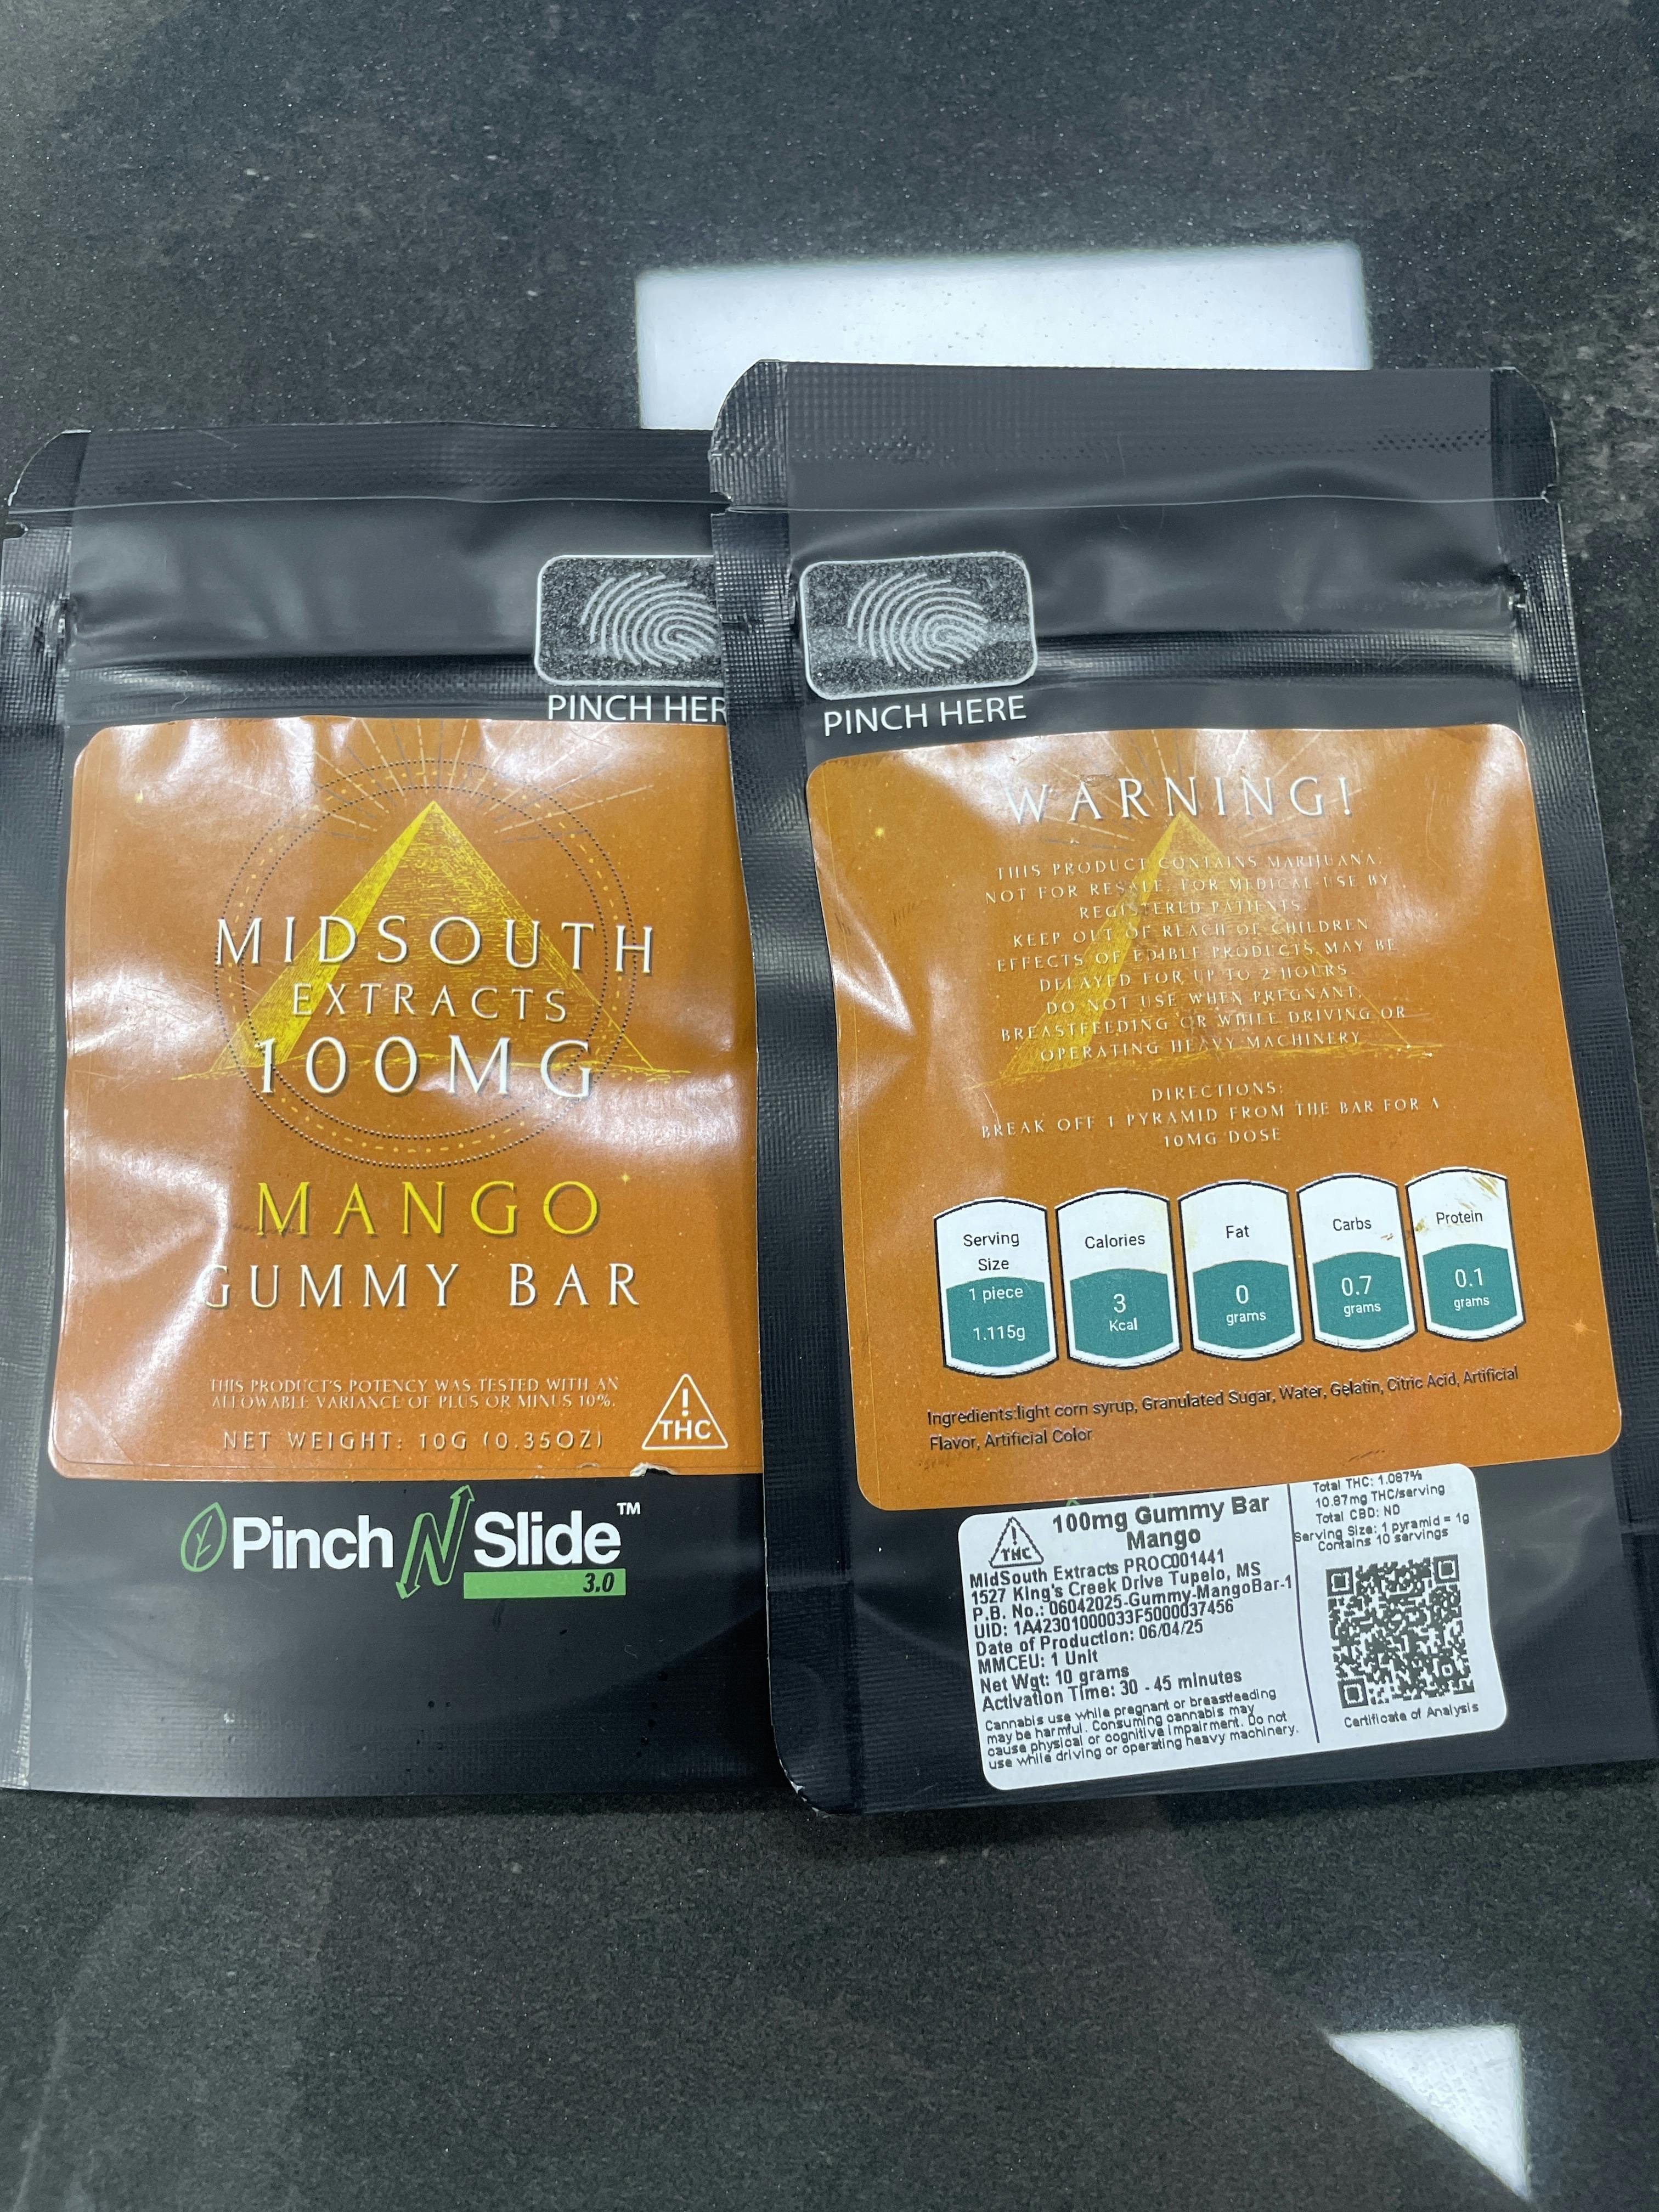 PINCH HER
MIDSOUTH
EXTRACTS
100MG
MANGO
GUMMY BAR
THIS PRODUCT'S POTENCY WAS TESTED WITH AN
ALLOWABLE VARIANCE OF PLUS OR MINUS 10%.
NET WEIGHT: 10G (0.35OZ)
!
THC
Pinch N Slide™
3.0
PINCH HERE
WARNING!
THIS PRODUCT CONTAINS MARIJUANA.
NOT FOR RESALE. FOR MEDICAL USE BY
REGISTERED PATIENTS.
KEEP OUT OF REACH OF CHILDREN
EFFECTS OF EDIBLE PRODUCTS MAY BE
DELAYED FOR UP TO 2 HOURS
DO NOT USE WHEN PREGNANT,
BREASTFEEDING OR WHILE DRIVING OR
OPERATING HEAVY MACHINERY
DIRECTIONS:
BREAK OFF 1 PYRAMID FROM THE BAR FOR A
10MG DOSE
Serving
Size
1 piece
1.115g
Calories
3
Kcal
Fat
0
grams
Carbs
0.7
grams
Protein
0.1
grams
Ingredients:light corn syrup, Granulated Sugar, Water, Gelatin, Citric Acid, Artificial
Flavor, Artificial Color
!
THC
100mg Gummy Bar
Mango
MidSouth Extracts PROC001441
1527 King's Creek Drive Tupelo, MS
P.B. No.: 06042025-Gummy-MangoBar-1
UID: 1A42301000033F5000037456
Date of Production: 06/04/25
MMCEU: 1 Unit
Net Wgt: 10 grams
Activation Time: 30 - 45 minutes
Cannabis use while pregnant or breastfeeding
may be harmful. Consuming cannabis may
cause physical or cognitive impairment. Do not
use while driving or operating heavy machinery.
Total THC: 1.087%
10.87mg THC/serving
Total CBD: ND
Serving Size: 1 pyramid = 1g
Contains 10 servings
Certificate of Analysis